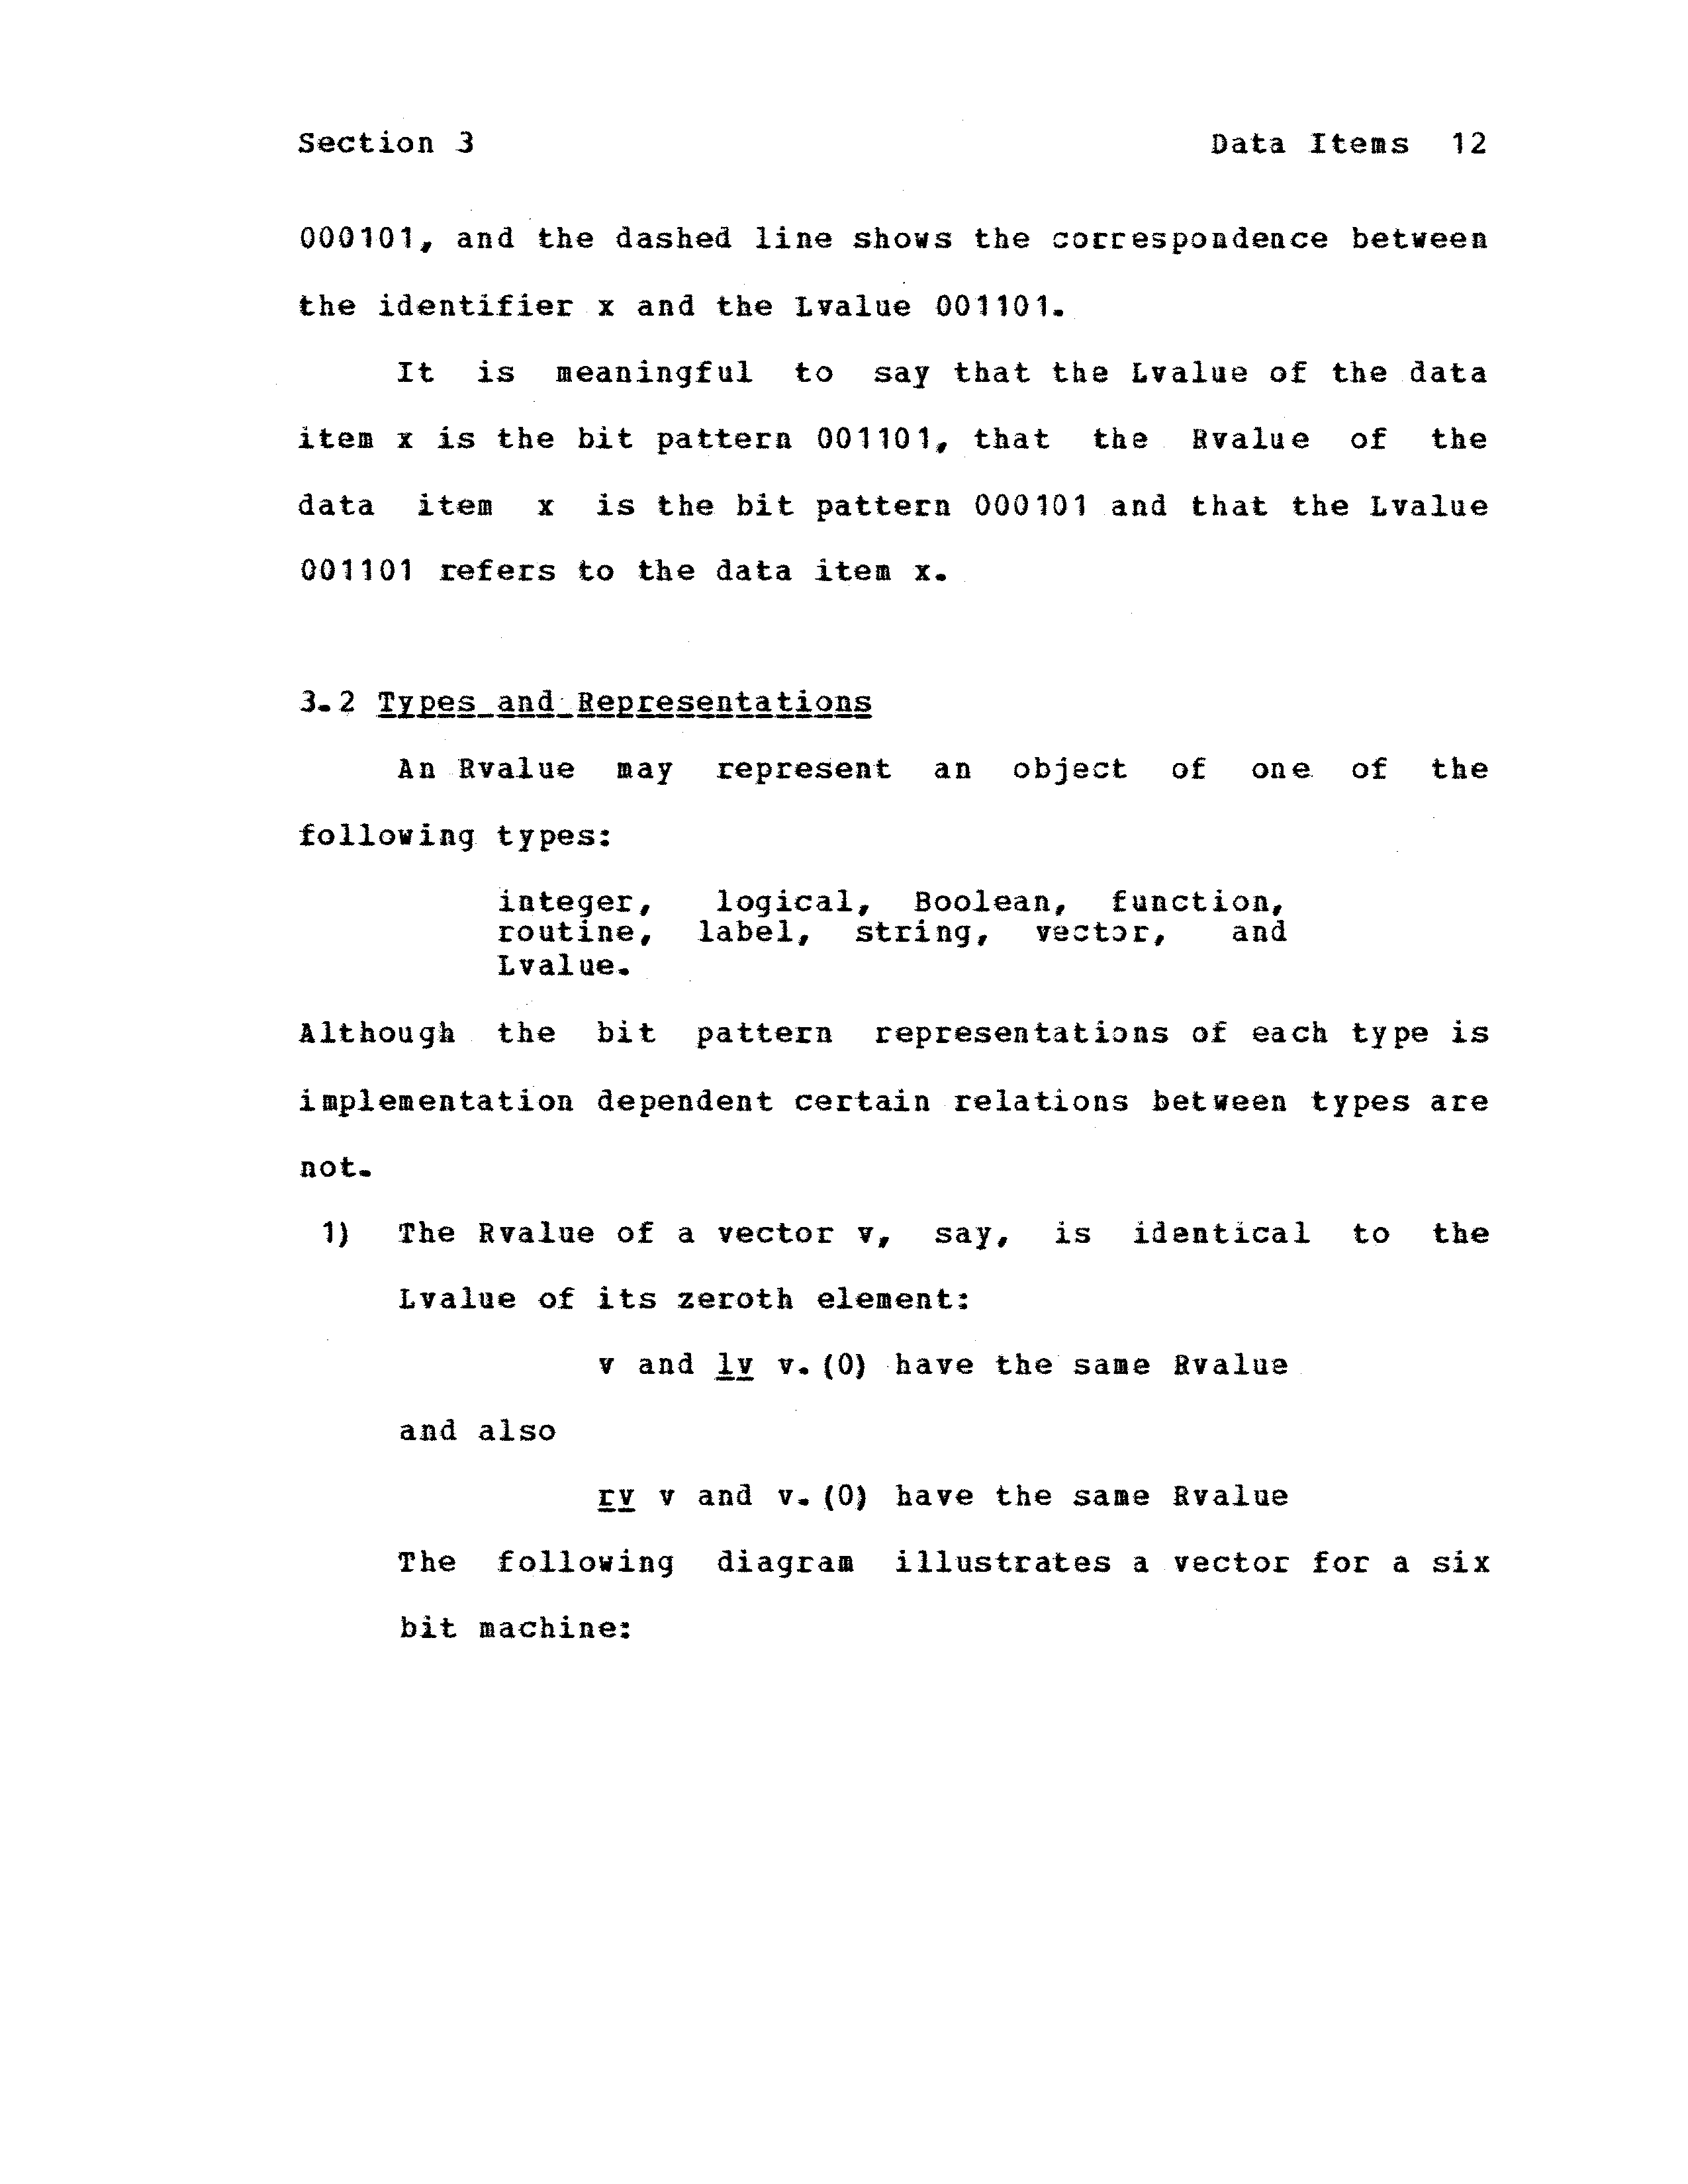 Section 3 Data Items 12
000101, and the dashed line shows the correspondence between
the identifier x and the Lvalue 001101.
It is meaningful to say that the Lvalue of the data
item x is the bit pattern 001101, that the Rvalue of the
data item x is the bit pattern 000101 and that the Lvalue
001101 refers to the data item x.
3.2 Types and Representations
An Rvalue may represent an object of one of the
following types:
integer, logical, Boolean, function,
routine, label, string, vector, and
Lvalue.
Although the bit pattern representations of each type is
implementation dependent certain relations between types are
not.
1) The Rvalue of a vector v, say, is identical to the
Lvalue of its zeroth element:
v and lv v.(0) have the same Rvalue
and also
rv v and v.(0) have the same Rvalue
The following diagram illustrates a vector for a six
bit machine: